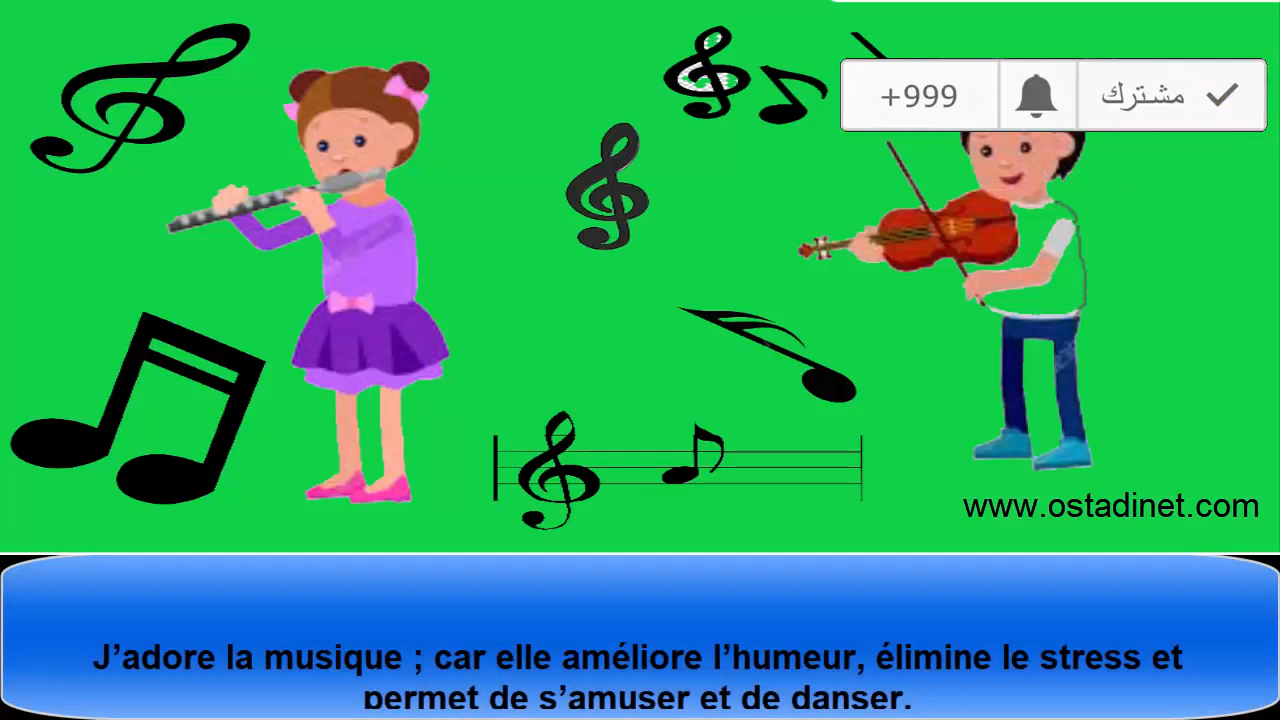 +999 مشترك
www.ostadinet.com
J’adore la musique ; car elle améliore l’humeur, élimine le stress et
permet de s’amuser et de danser.